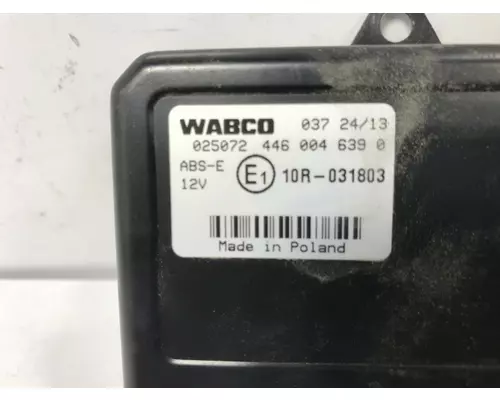 WABCO 037 24/13
025072 446 004 639 0
ABS-E
12V
E1 10R-031803
Made in Poland